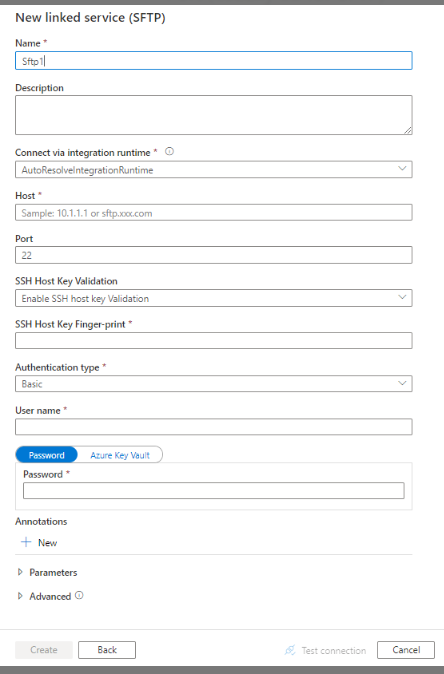 New linked service (SFTP)
Name *
Sftp1
Description
Connect via integration runtime *
AutoResolveIntegrationRuntime
Host *
Sample: 10.1.1.1 or sftp.xxx.com
Port
22
SSH Host Key Validation
Enable SSH host key Validation
SSH Host Key Finger-print *
Authentication type *
Basic
User name *
Password Azure Key Vault
Password *
Annotations
+ New
Parameters
Advanced
Create Back Test connection Cancel